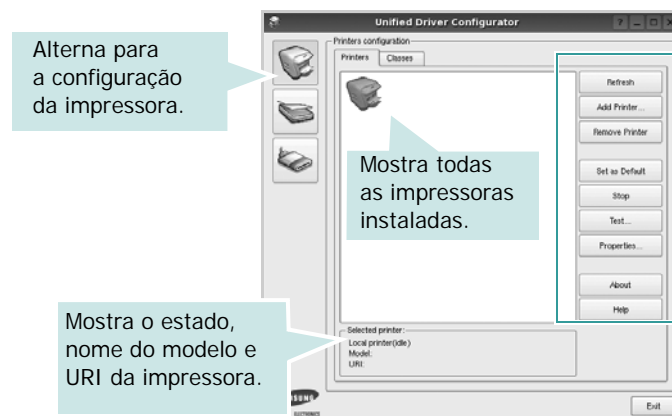 Unified Driver Configurator
Alterna para
a configuração
da impressora.
Printers configuration
Printers
Classes
Refresh
Add Printer...
Remove Printer
Set as Default
Stop
Test...
Properties...
About
Help
Mostra todas
as impressoras
instaladas.
Mostra o estado,
nome do modelo e
URI da impressora.
Selected printer:
Local printer(idle)
Model:
URI:
ELECTRONICS
Exit